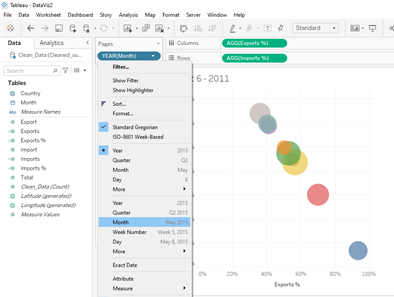 Tableau - DataViz2
File Data Worksheet Dashboard Story Analysis Map Format Server Window Help
Standard
Data Analytics
Clean_Data (Cleared_su...
Search
Tables
Country
Month
Measure Names
Export
Exports
Exports %
Import
Imports
Imports %
Total
Clean_Data (Count)
Latitude (generated)
Longitude (generated)
Measure Values
Pages
YEAR(Month)
Filter...
Show Filter
Show Highlighter
Sort...
Format...
Standard Gregorian
ISO-8601 Week-Based
Year 2015
Quarter Q2
Month May
Day 8
More
Year 2015
Quarter Q2 2015
Month May 2015
Week Number Week 5, 2015
Day May 8, 2015
More
Exact Date
Attribute
Measure
Columns AGG(Exports %)
Rows AGG(Imports %)
6 - 2011
0% 20% 40% 60% 80% 100%
Exports %